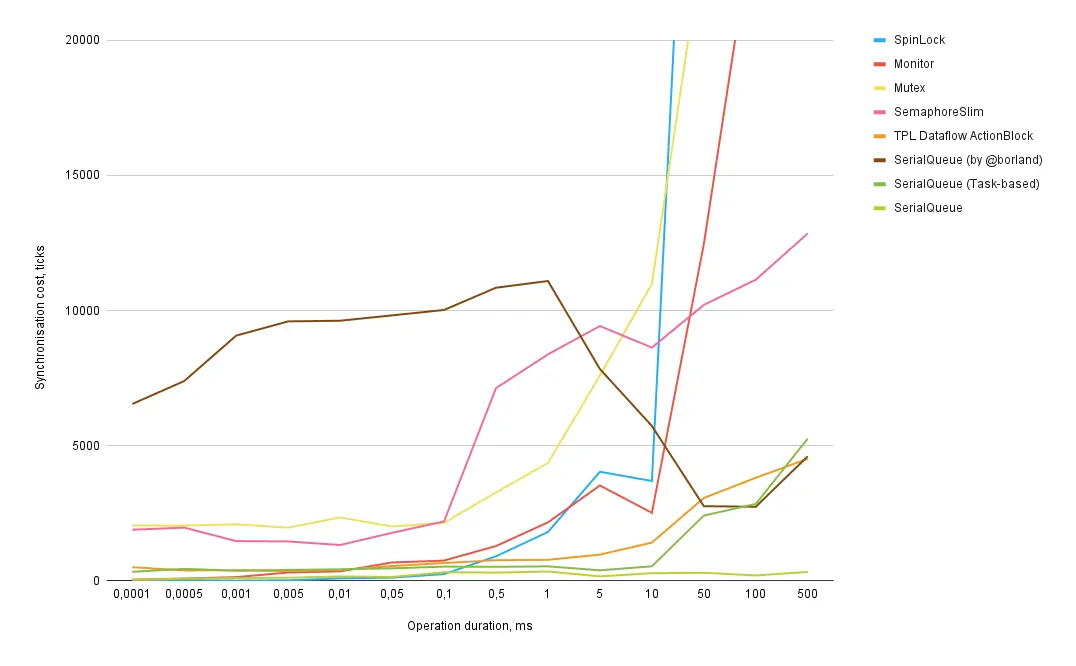 20000
15000
10000
5000
0
Synchronisation cost, ticks
0,0001
0,0005
0,001
0,005
0,01
0,05
0,1
0,5
1
5
10
50
100
500
Operation duration, ms
SpinLock
Monitor
Mutex
SemaphoreSlim
TPL Dataflow ActionBlock
SerialQueue (by @borland)
SerialQueue (Task-based)
SerialQueue